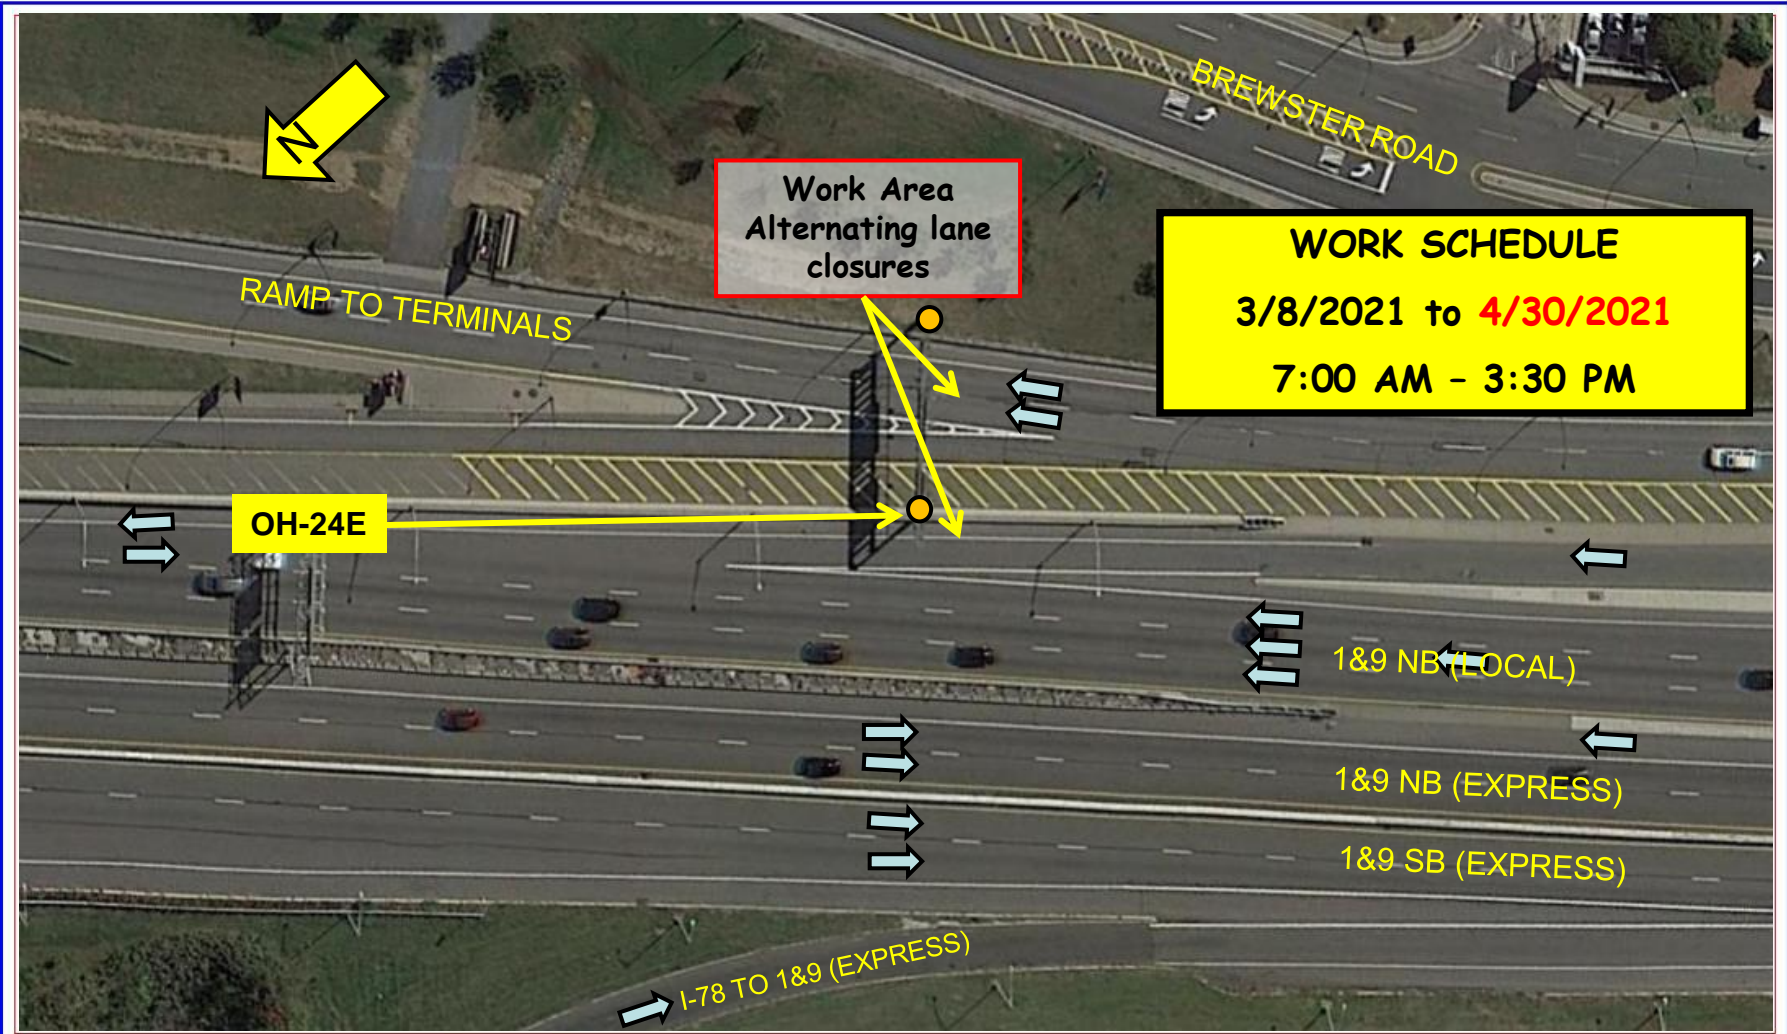 BREWSTER ROAD
N
Work Area
Alternating lane
closures
WORK SCHEDULE
3/8/2021 to 4/30/2021
7:00 AM – 3:30 PM
RAMP TO TERMINALS
OH-24E
1&9 NB (LOCAL)
1&9 NB (EXPRESS)
1&9 SB (EXPRESS)
I-78 TO 1&9 (EXPRESS)